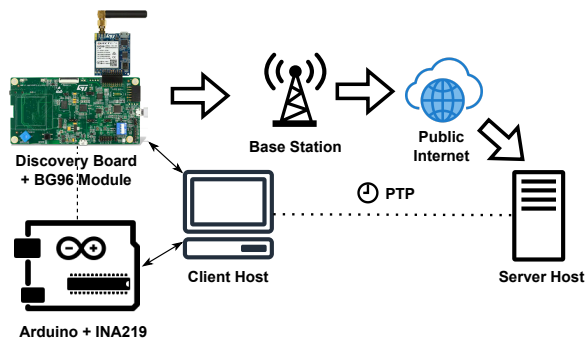 Discovery Board
+ BG96 Module
Base Station
Public
Internet
PTP
Client Host
Server Host
Arduino + INA219